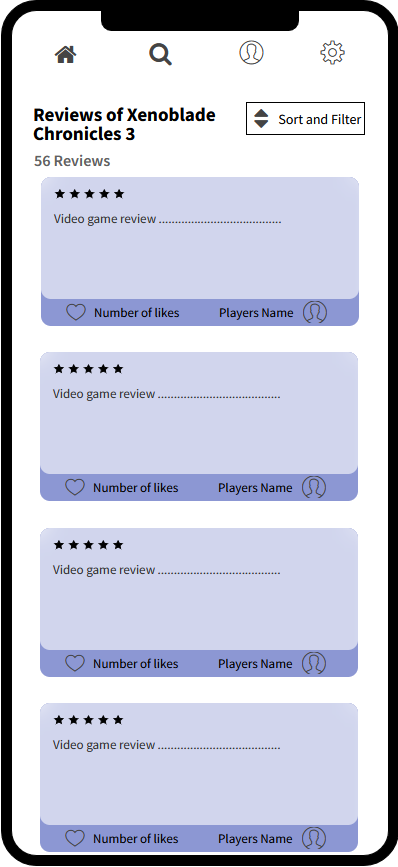 Reviews of Xenoblade
Chronicles 3
Sort and Filter
56 Reviews
Video game review ......................................
Number of likes Players Name
Video game review ......................................
Number of likes Players Name
Video game review ......................................
Number of likes Players Name
Video game review ......................................
Number of likes Players Name